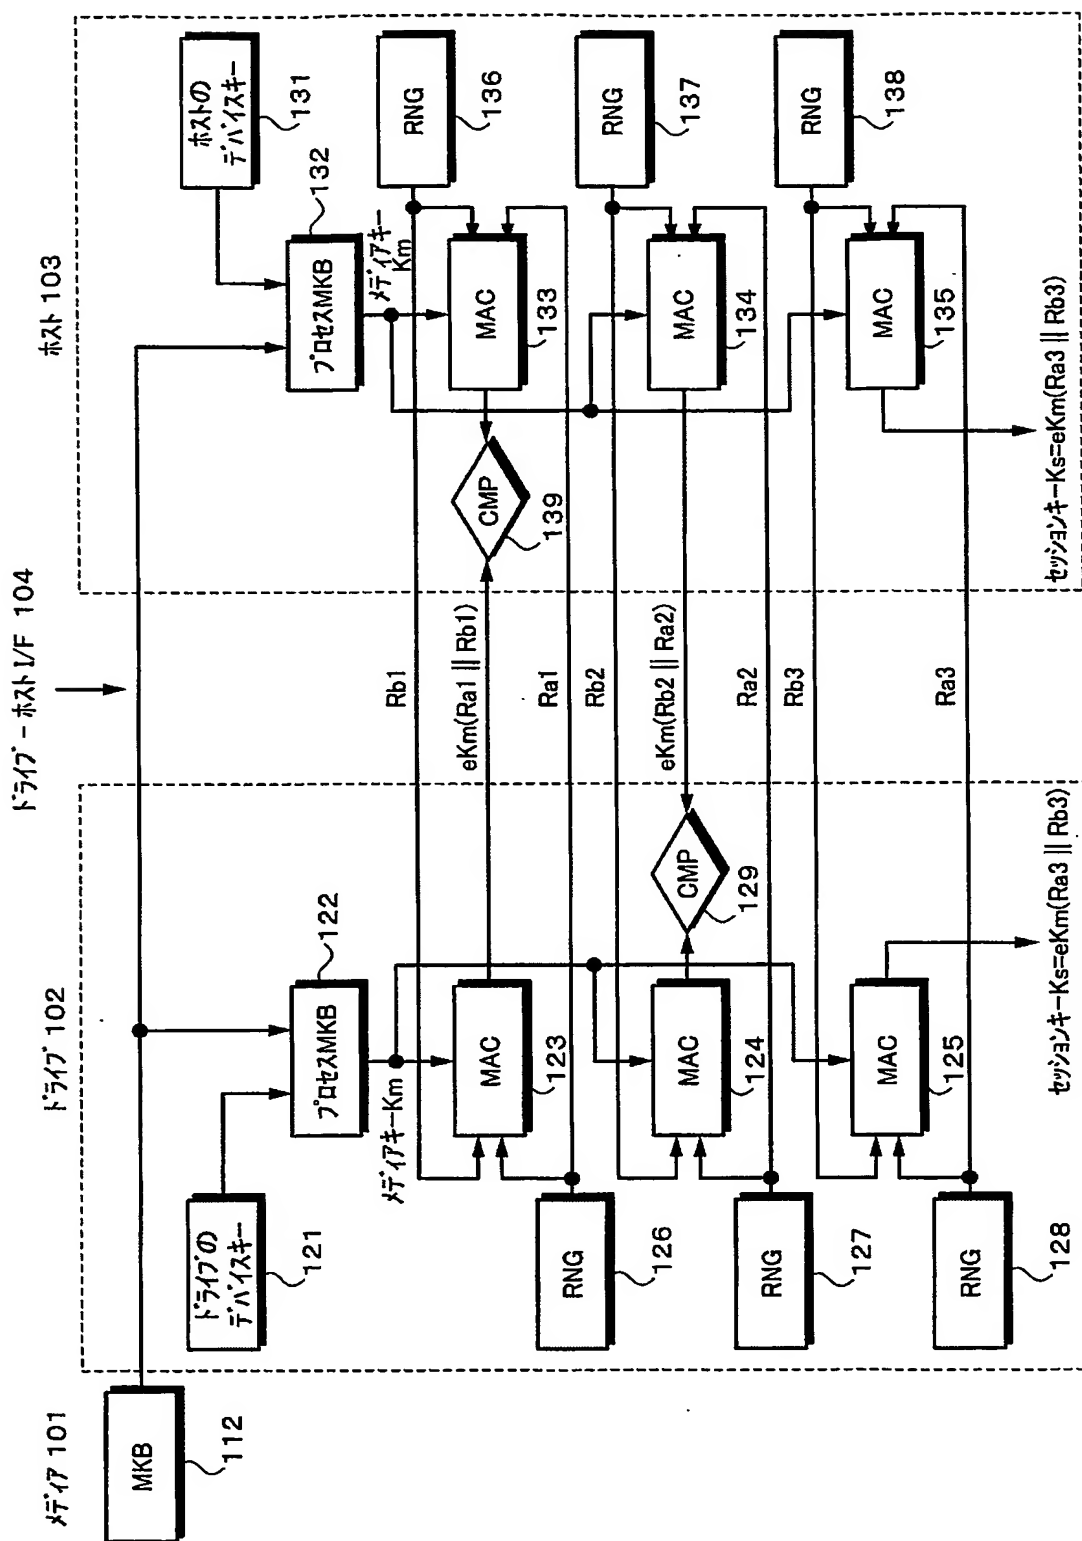 メディア 101
MKB
112
ドライブ 102
ドライブの
デバイスキー
121
プロセスMKB
122
メディアキーKm
MAC
123
MAC
124
MAC
125
RNG
126
RNG
127
RNG
128
CMP
129
セッションキーKs=eKm(Ra3 || Rb3)
ドライブ - ホスト I/F 104
Rb1
eKm(Ra1 || Rb1)
Ra1
Rb2
eKm(Rb2 || Ra2)
Ra2
Rb3
Ra3
ホスト 103
ホストの
デバイスキー
131
プロセスMKB
132
メディアキー
Km
MAC
133
MAC
134
MAC
135
RNG
136
RNG
137
RNG
138
CMP
139
セッションキーKs=eKm(Ra3 || Rb3)